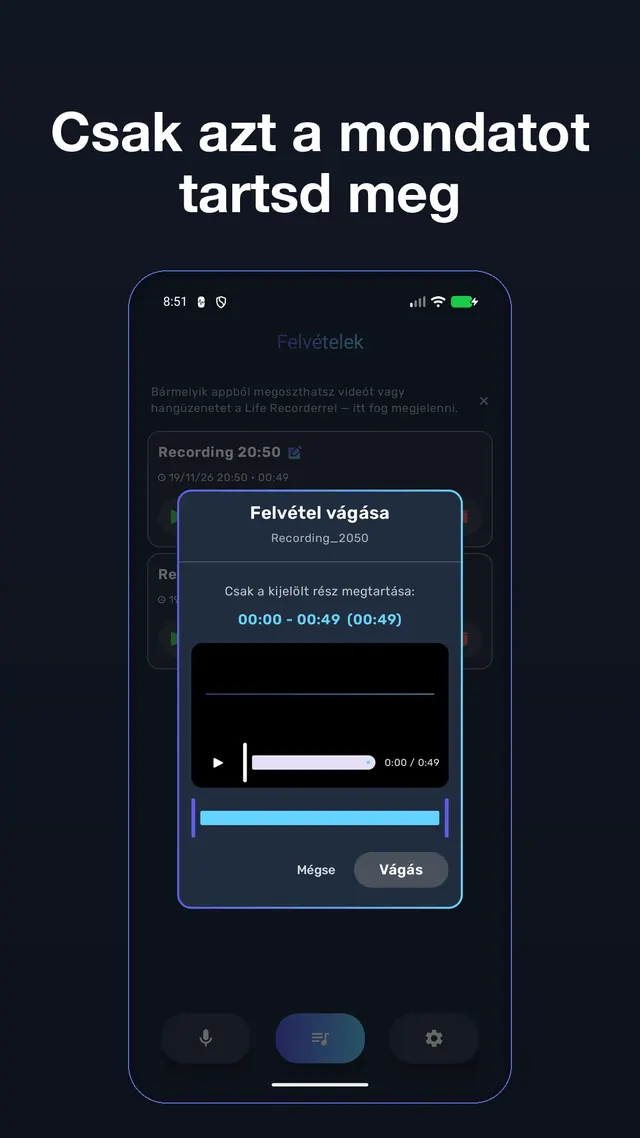 Csak azt a mondatot
tartsd meg
8:51
Felvételek
Bármelyik appból megoszthatsz videót vagy
hangüzenetet a Life Recorderrel — itt fog megjelenni.
Recording 20:50
19/11/26 20:50 • 00:49
Felvétel vágása
Recording_2050
Re
19
Csak a kijelölt rész megtartása:
00:00 - 00:49 (00:49)
0:00 / 0:49
Mégse
Vágás